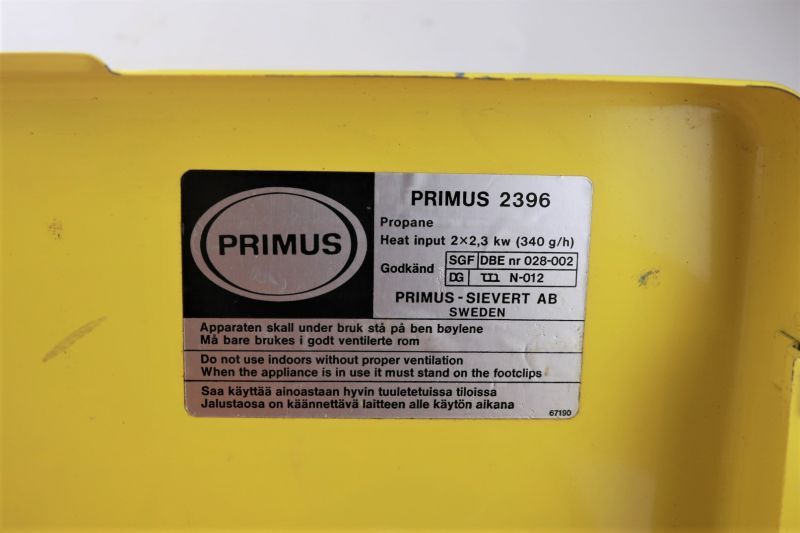 PRIMUS
PRIMUS 2396
Propane
Heat input 2×2,3 kw (340 g/h)
Godkänd
SGF DBE nr 028-002
DG N-012
PRIMUS - SIEVERT AB
SWEDEN
Apparaten skall under bruk stå på ben bøylene
Må bare brukes i godt ventilerte rom
Do not use indoors without proper ventilation
When the appliance is in use it must stand on the footclips
Saa käyttää ainoastaan hyvin tuuletetuissa tiloissa
Jalustaosa on käännettävä laitteen alle käytön aikana
67190